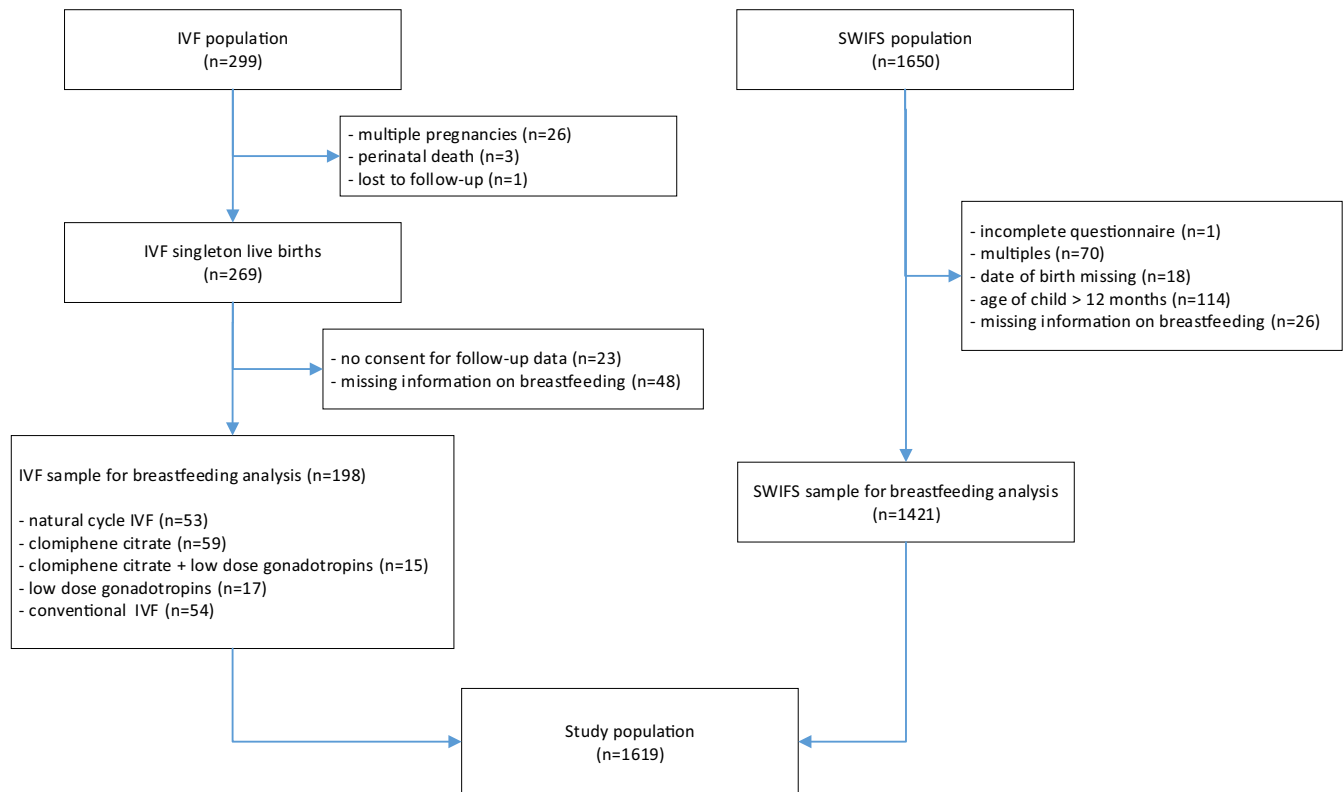 IVF population
(n=299)
SWIFS population
(n=1650)
- multiple pregnancies (n=26)
- perinatal death (n=3)
- lost to follow-up (n=1)
IVF singleton live births
(n=269)
- incomplete questionnaire (n=1)
- multiples (n=70)
- date of birth missing (n=18)
- age of child > 12 months (n=114)
- missing information on breastfeeding (n=26)
- no consent for follow-up data (n=23)
- missing information on breastfeeding (n=48)
IVF sample for breastfeeding analysis (n=198)
- natural cycle IVF (n=53)
- clomiphene citrate (n=59)
- clomiphene citrate + low dose gonadotropins (n=15)
- low dose gonadotropins (n=17)
- conventional IVF (n=54)
SWIFS sample for breastfeeding analysis
(n=1421)
Study population
(n=1619)